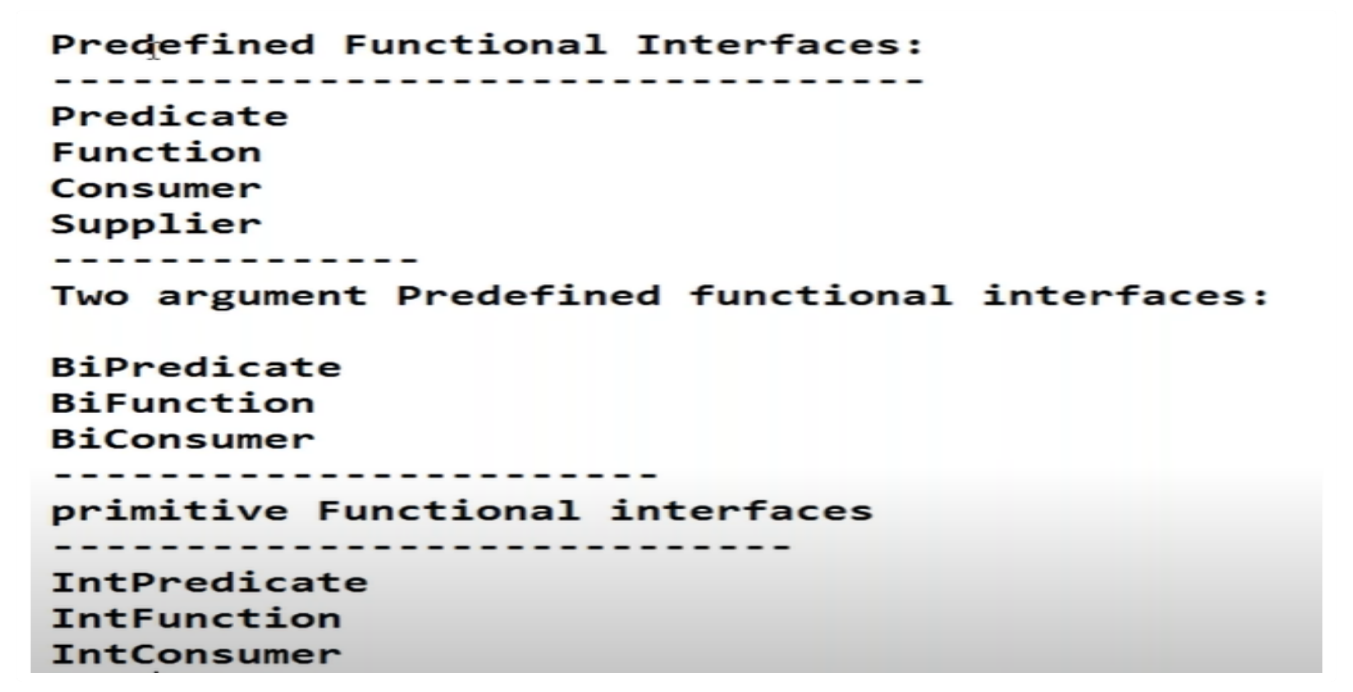 Predefined Functional Interfaces:
---------------------------------
Predicate
Function
Consumer
Supplier
--------------
Two argument Predefined functional interfaces:
BiPredicate
BiFunction
BiConsumer
-----------------------
primitive Functional interfaces
----------------------------
IntPredicate
IntFunction
IntConsumer